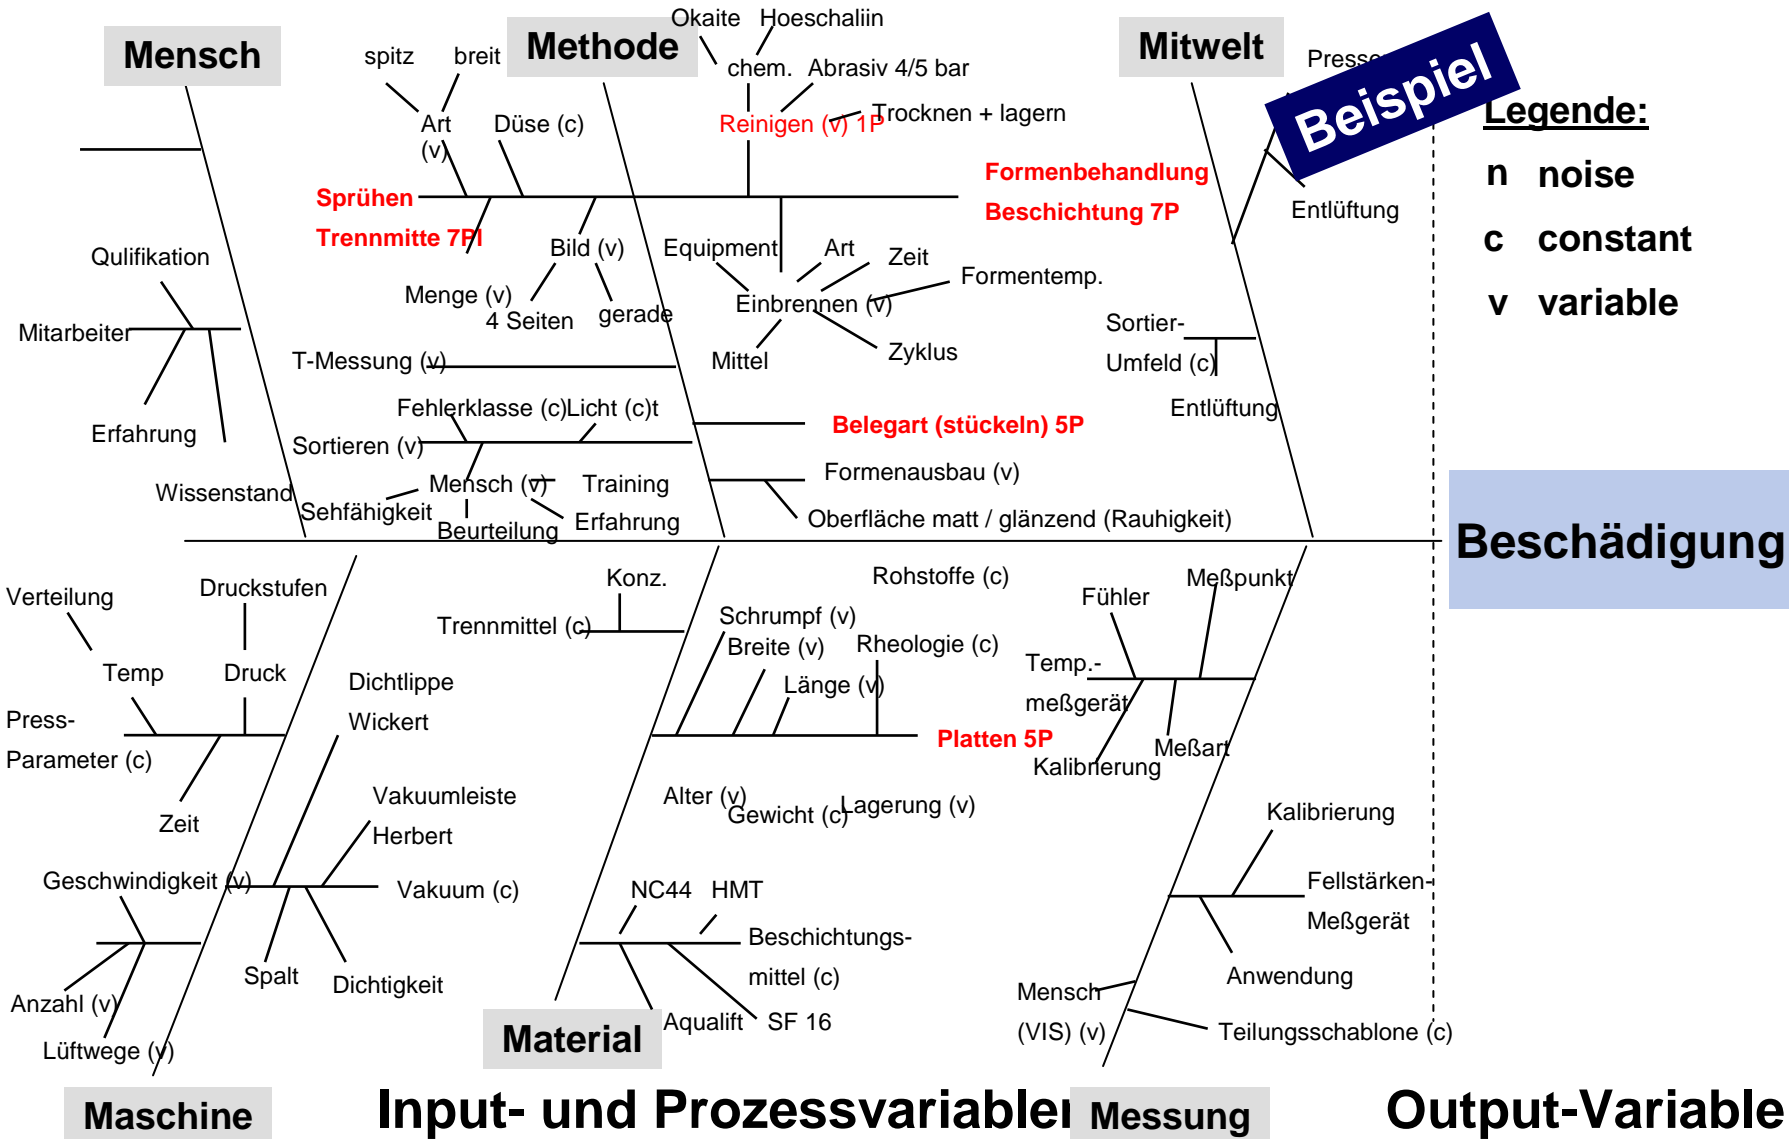 Mensch
Methode
Mitwelt
Beispiel
Okaite
Hoeschaliin
spitz
breit
chem.
Abrasiv 4/5 bar
Art
(v)
Düse (c)
Reinigen (v) 1P
Trocknen + lagern
Sprühen
Trennmitte 7Pl
Formenbehandlung
Beschichtung 7P
Bild (v)
Menge (v)
4 Seiten
gerade
Equipment
Art
Zeit
Formentemp.
Einbrennen (v)
Mittel
Zyklus
Entlüftung
Legende:
n noise
c constant
v variable
Qulifikation
Mitarbeiter
Erfahrung
Wissenstand
T-Messung (v)
Fehlerklasse (c)
Licht (c)t
Sortieren (v)
Mensch (v)
Training
Sehfähigkeit
Beurteilung
Erfahrung
Belegart (stückeln) 5P
Formenausbau (v)
Oberfläche matt / glänzend (Rauhigkeit)
Sortier-
Umfeld (c)
Entlüftung
Beschädigung
Verteilung
Druckstufen
Temp
Druck
Press-
Parameter (c)
Zeit
Dichtlippe
Wickert
Vakuumleiste
Herbert
Vakuum (c)
Geschwindigkeit (v)
Spalt
Dichtigkeit
Anzahl (v)
Lüftwege (v)
Konz.
Trennmittel (c)
Rohstoffe (c)
Schrumpf (v)
Breite (v)
Rheologie (c)
Länge (v)
Platten 5P
Alter (v)
Gewicht (c)
Lagerung (v)
NC44
HMT
Beschichtungs-
mittel (c)
Aqualift
SF 16
Fühler
Meßpunkt
Temp.-
meßgerät
Kalibrierung
Meßart
Kalibrierung
Fellstärken-
Meßgerät
Anwendung
Mensch
(VIS) (v)
Teilungsschablone (c)
Maschine
Material
Messung
Input- und Prozessvariablen
Output-Variable